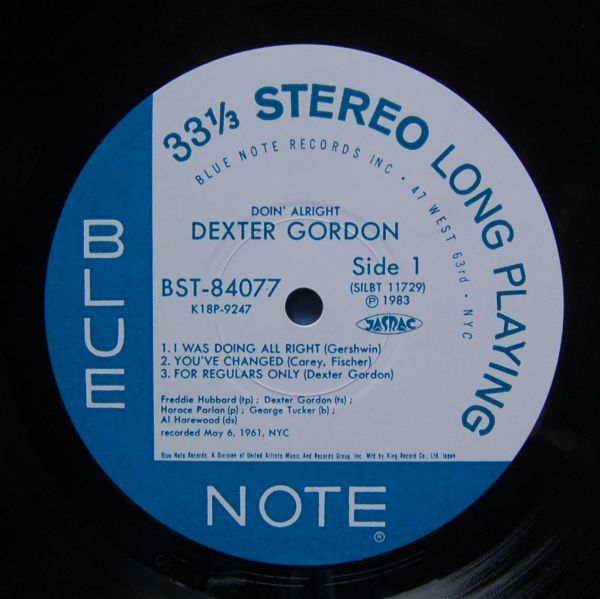 33⅓ STEREO LONG PLAYING
BLUE NOTE RECORDS INC • 47 WEST 63rd • NYC
DOIN' ALRIGHT
DEXTER GORDON
BST-84077
K18P-9247
Side 1
(SILBT 11729)
Ⓟ 1983
JASRAC
1. I WAS DOING ALL RIGHT (Gershwin)
2. YOU'VE CHANGED (Carey, Fischer)
3. FOR REGULARS ONLY (Dexter Gordon)
Freddie Hubbard (tp) ; Dexter Gordon (ts) ;
Horace Parlan (p) ; George Tucker (b) ;
Al Harewood (ds)
recorded May 6, 1961, NYC
Blue Note Records, A Division of United Artists Music And Records Group, Inc. Mfd by King Record Co., Ltd. Japan
BLUE
NOTE
®